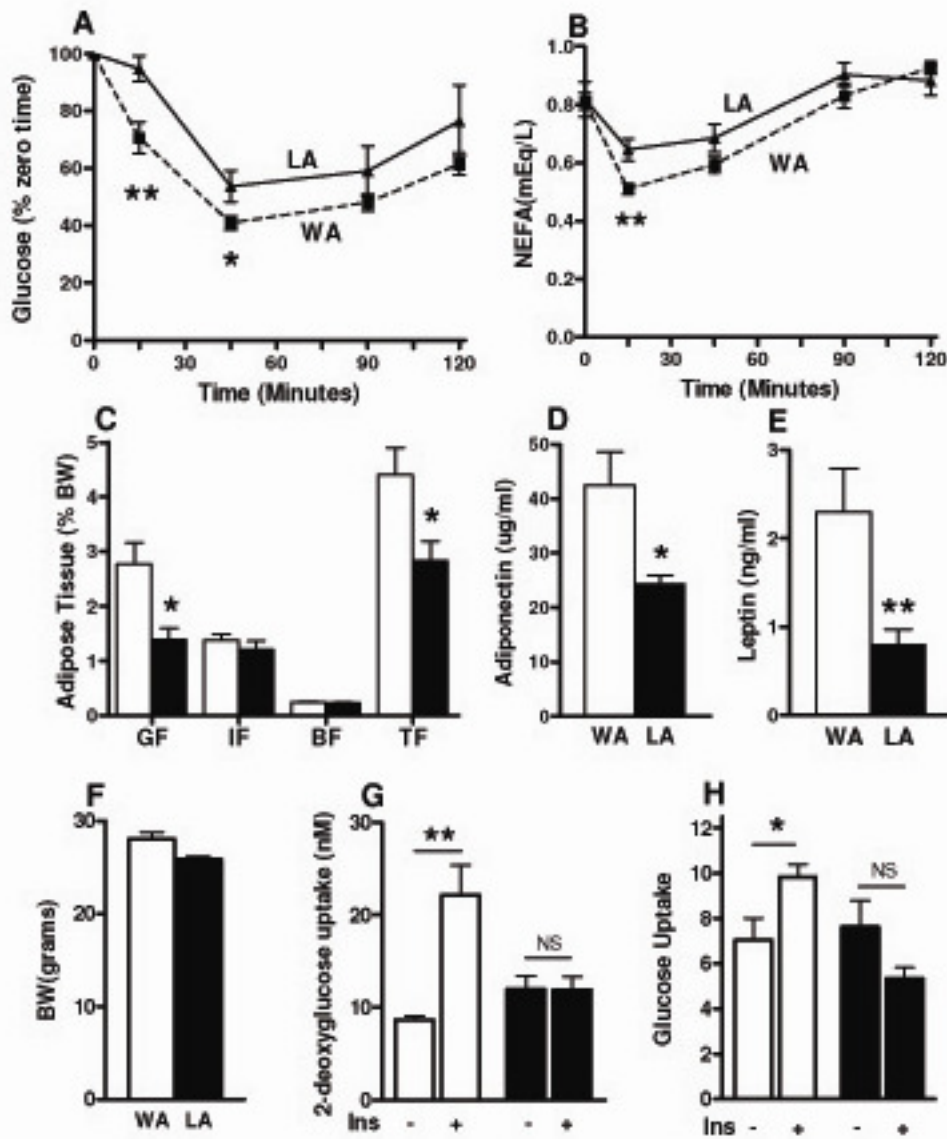 A
Glucose (% zero time)
100
80
60
40
20
0
LA
WA
**
*
0 30 60 90 120
Time (Minutes)
B
NEFA(mEq/L)
1.0
0.8
0.6
0.4
0.2
0.0
LA
WA
**
0 30 60 90 120
Time (Minutes)
C
Adipose Tissue (% BW)
5
4
3
2
1
0
*
*
GF IF BF TF
D
Adiponectin (ug/ml)
50
40
30
20
10
0
*
WA LA
E
Leptin (ng/ml)
3
2
1
0
**
WA LA
F
BW(grams)
30
20
10
0
WA LA
G
2-deoxyglucose uptake (nM)
30
20
10
0
**
NS
Ins - + - +
H
Glucose Uptake
12
10
8
6
4
2
0
*
NS
Ins - + - +